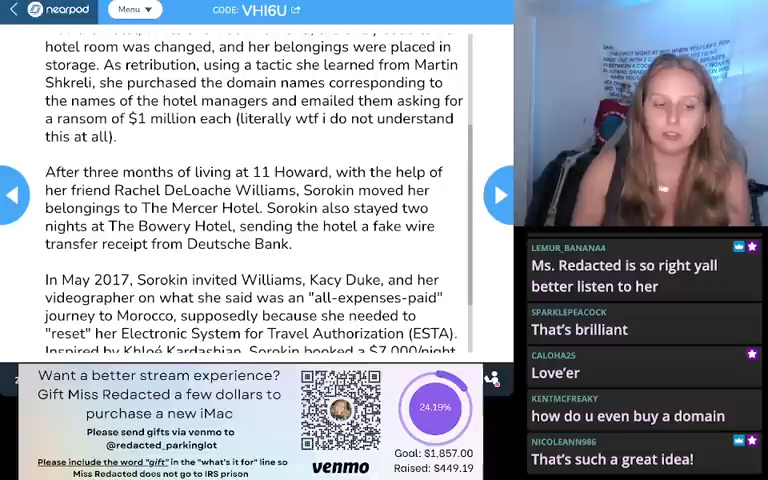 nearpod
Menu
CODE: VHI6U
hotel room was changed, and her belongings were placed in
storage. As retribution, using a tactic she learned from Martin
Shkreli, she purchased the domain names corresponding to
the names of the hotel managers and emailed them asking for
a ransom of $1 million each (literally wtf i do not understand
this at all).
After three months of living at 11 Howard, with the help of
her friend Rachel DeLoache Williams, Sorokin moved her
belongings to The Mercer Hotel. Sorokin also stayed two
nights at The Bowery Hotel, sending the hotel a fake wire
transfer receipt from Deutsche Bank.
In May 2017, Sorokin invited Williams, Kacy Duke, and her
videographer on what she said was an "all-expenses-paid"
journey to Morocco, supposedly because she needed to
"reset" her Electronic System for Travel Authorization (ESTA).
Inspired by Khloé Kardashian, Sorokin booked a $7,000/night
Want a better stream experience?
Gift Miss Redacted a few dollars to
purchase a new iMac
Please send gifts via venmo to
@redacted_parkinglot
Please include the word "gift" in the "what's it for" line so
Miss Redacted does not go to IRS prison
venmo
24.19%
Goal: $1,857.00
Raised: $449.19
LEMUR_BANANA4
Ms. Redacted is so right yall
better listen to her
SPARKLEPEACOCK
That's brilliant
CALOHA25
Love'er
KENTMCFREAKY
how do u even buy a domain
NICOLEANN986
That's such a great idea!